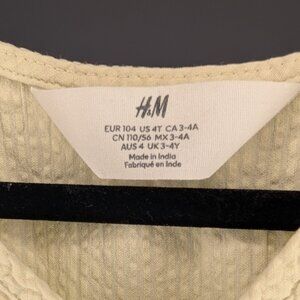 H&M
EUR 104 US 4T CA 3-4A
CN 110/56 MX 3-4A
AUS 4 UK 3-4Y
Made in India
Fabriqué en Inde